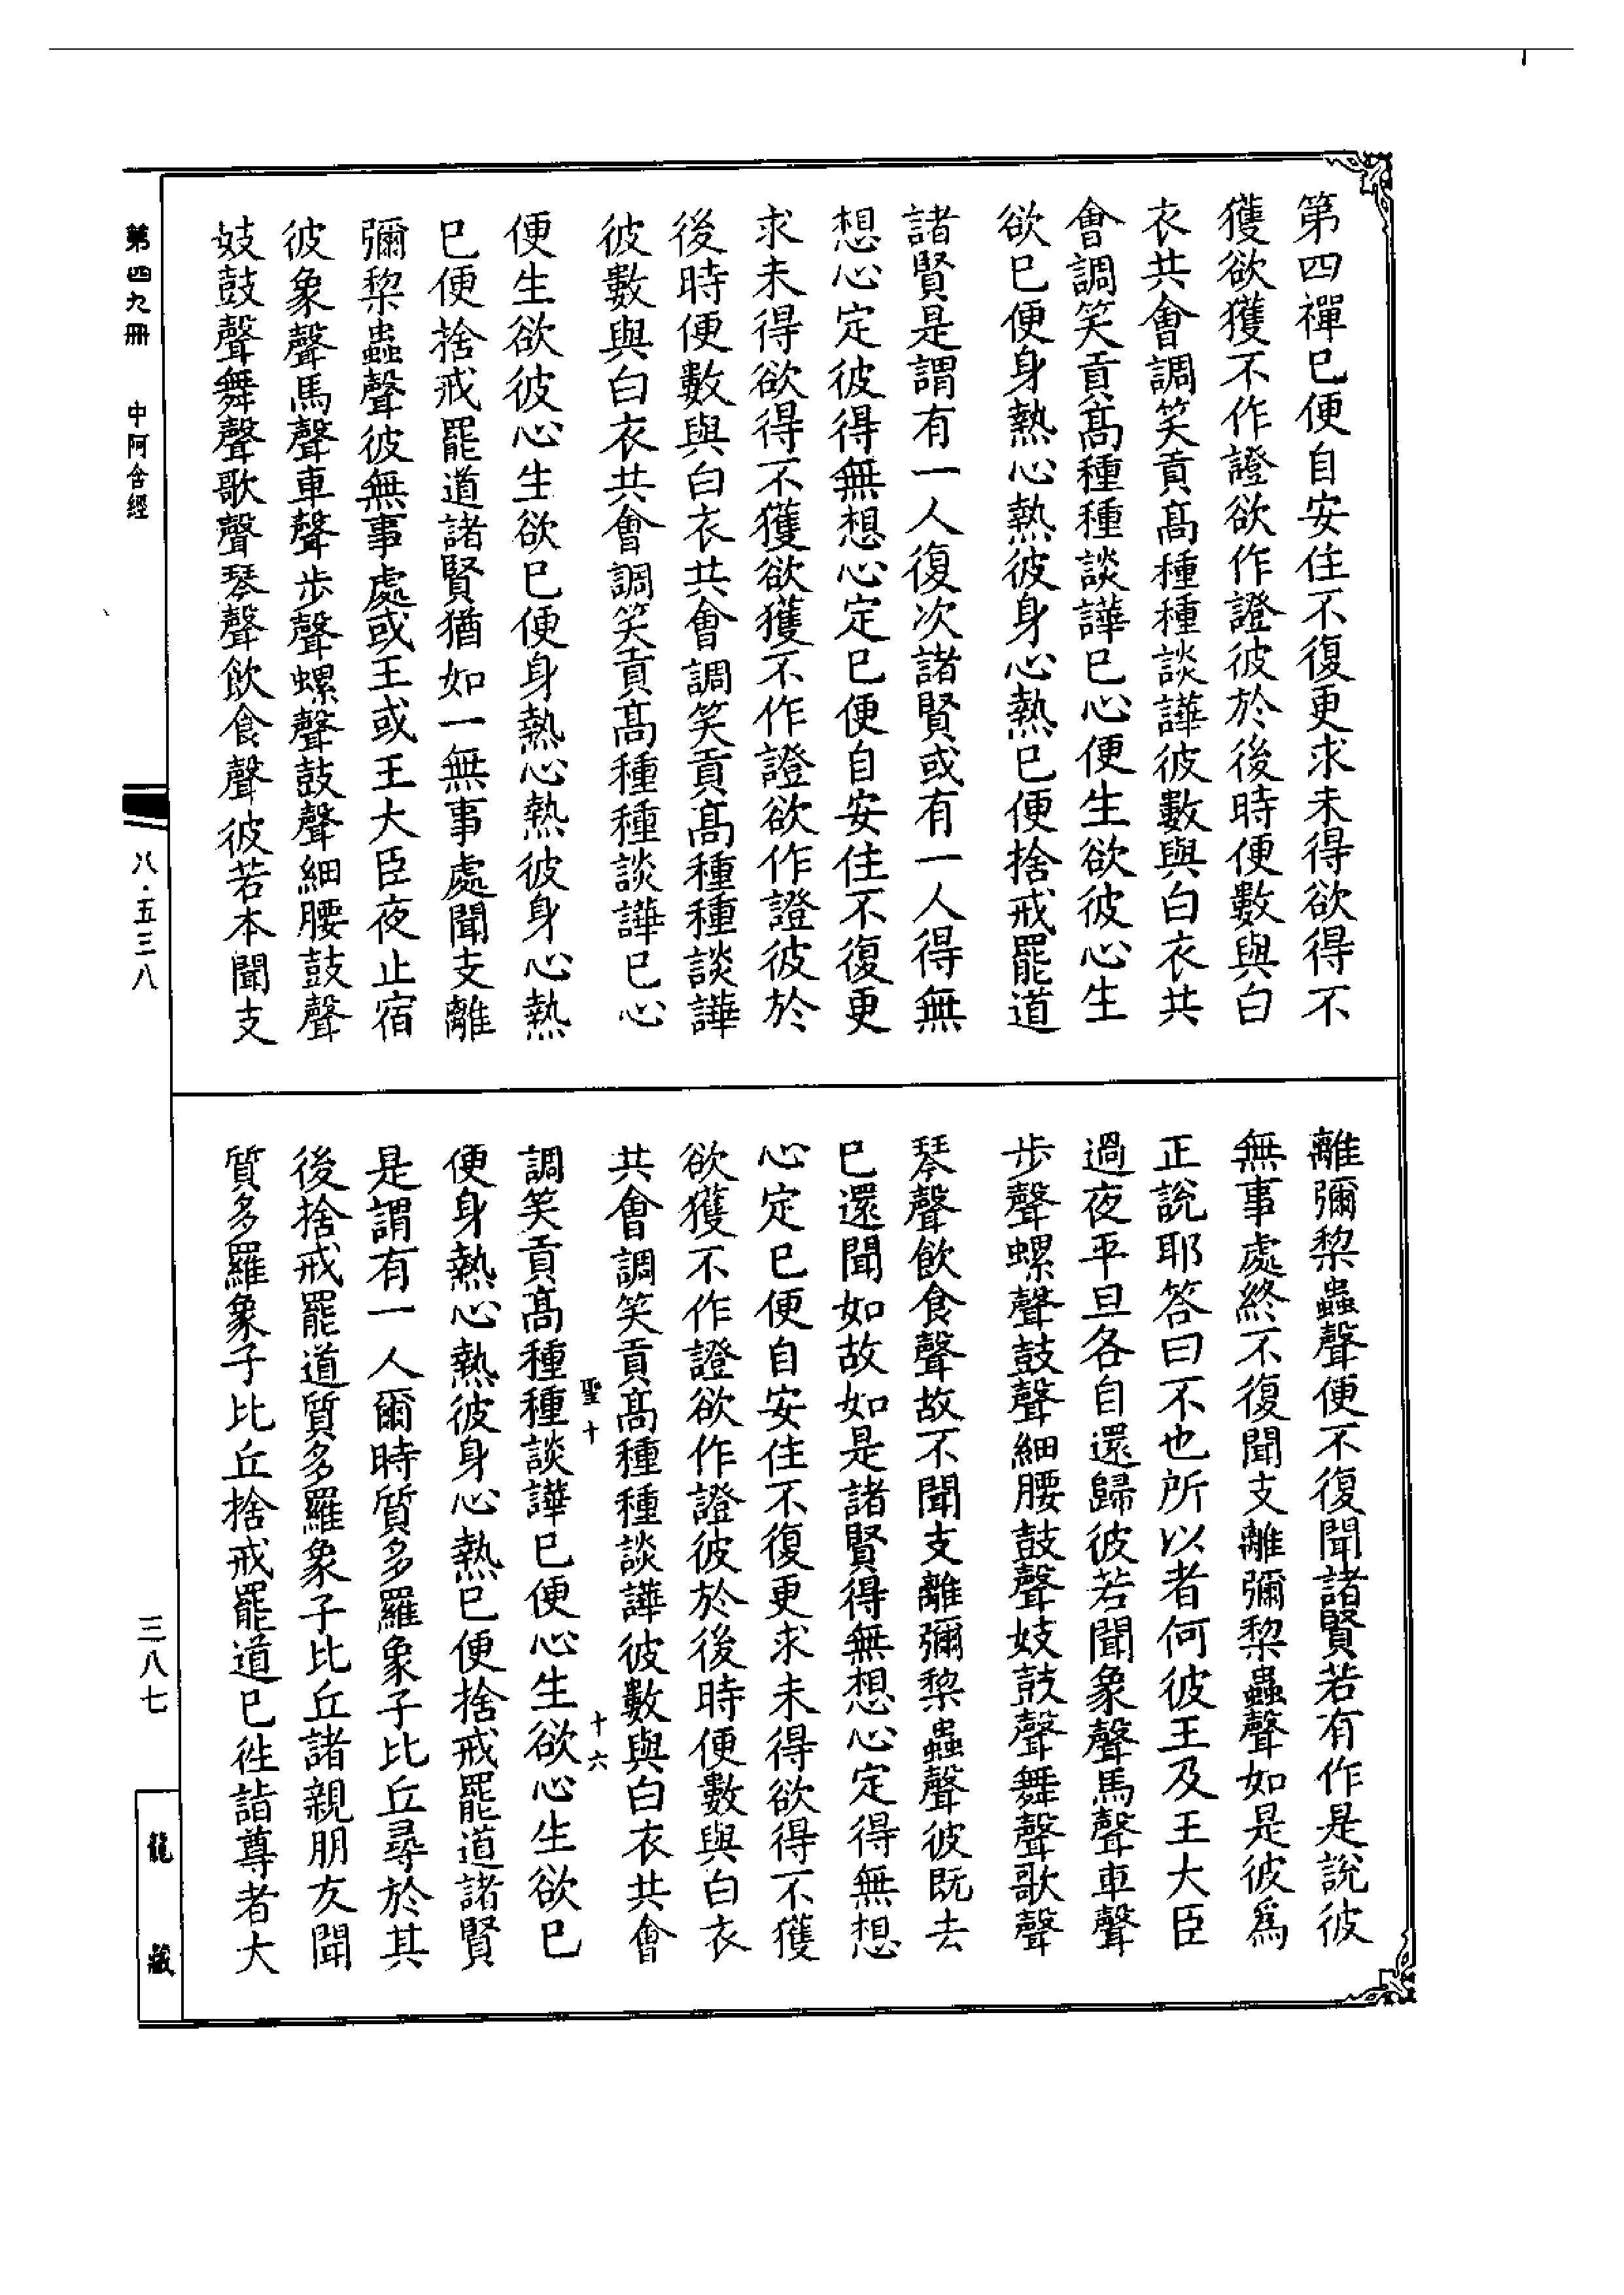 第四禪已便自安住不復更求未得欲得不
獲欲獲不作證欲作證彼於後時便數與白
衣共會調笑貢髙種種談譁彼數與白衣共
會調笑貢髙種種談譁已心便生欲彼心生
欲已便身熱心熱彼身心熱已便捨戒罷道
諸賢是謂有一人復次諸賢或有一人得無
想心定彼得無想心定已便自安住不復更
求未得欲得不獲欲獲不作證欲作證彼於
後時便數與白衣共會調笑貢髙種種談譁
彼數與白衣共會調笑貢髙種種談譁已心
便生欲彼心生欲已便身熱心熱彼身心熱
已便捨戒罷道諸賢猶如一無事處聞支離
彌犂蟲聲彼無事處或王或王大臣夜止宿
彼象聲馬聲車聲步聲螺聲鼓聲細腰鼓聲
妓鼓聲舞聲歌聲琴聲飲食聲彼若本聞支
離彌犂蟲聲便不復聞諸賢若有作是說彼
無事處終不復聞支離彌犂蟲聲如是彼爲
正說耶答曰不也所以者何彼王及王大臣
過夜平旦各自還歸彼若聞象聲馬聲車聲
步聲螺聲鼓聲細腰鼓聲妓鼓聲舞聲歌聲
琴聲飲食聲故不聞支離彌犂蟲聲彼旣去
已還聞如故如是諸賢得無想心定得無想
心定已便自安住不復更求未得欲得不獲
欲獲不作證欲作證彼於後時便數與白衣
共會調笑貢髙種種談譁彼數與白衣共會
聖十 十六
調笑貢髙種種談譁已便心生欲心生欲已
便身熱心熱彼身心熱已便捨戒罷道諸賢
是謂有一人爾時質多羅象子比丘尋於其
後捨戒罷道質多羅象子比丘諸親朋友聞
質多羅象子比丘捨戒罷道已徃詣尊者大
第四九冊 中阿含經
八·五三八
三八七
龍藏